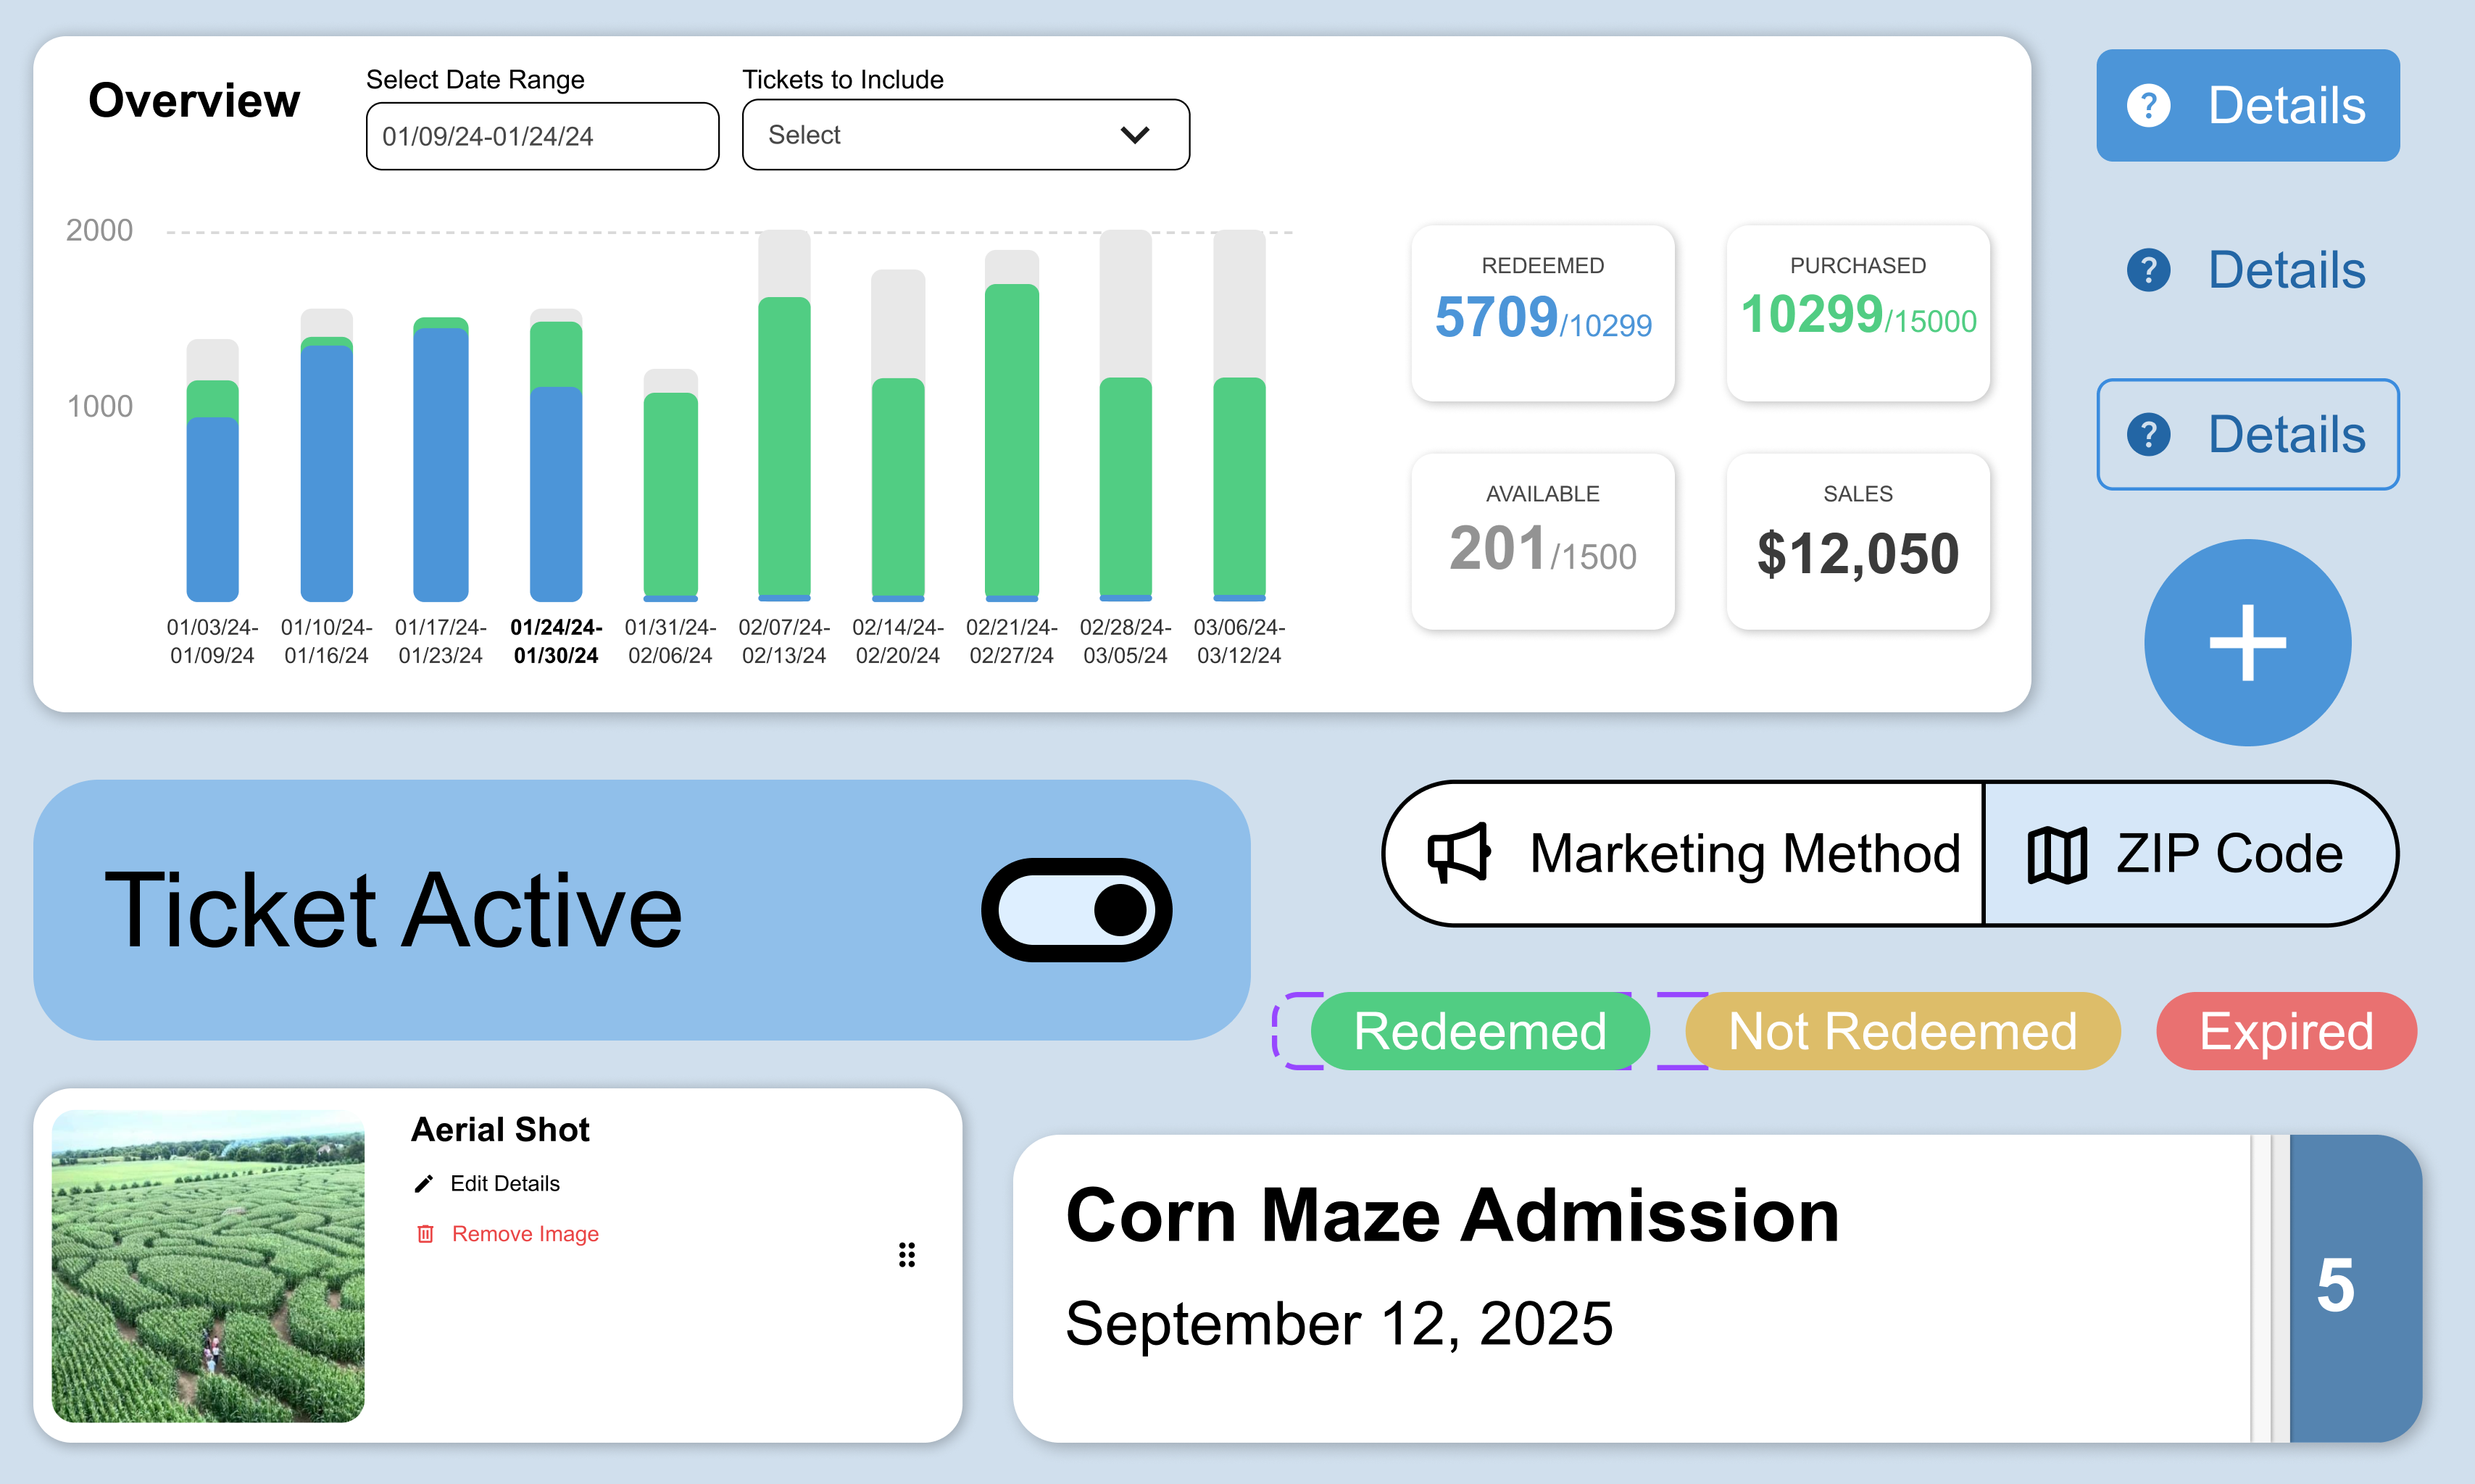 Overview
Select Date Range
01/09/24-01/24/24
Tickets to Include
Select
2000
1000
01/03/24-
01/09/24
01/10/24-
01/16/24
01/17/24-
01/23/24
01/24/24-
01/30/24
01/31/24-
02/06/24
02/07/24-
02/13/24
02/14/24-
02/20/24
02/21/24-
02/27/24
02/28/24-
03/05/24
03/06/24-
03/12/24
REDEEMED
5709/10299
PURCHASED
10299/15000
AVAILABLE
201/1500
SALES
$12,050
? Details
? Details
? Details
Ticket Active
Marketing Method
ZIP Code
Redeemed
Not Redeemed
Expired
Aerial Shot
Edit Details
Remove Image
Corn Maze Admission
September 12, 2025
5